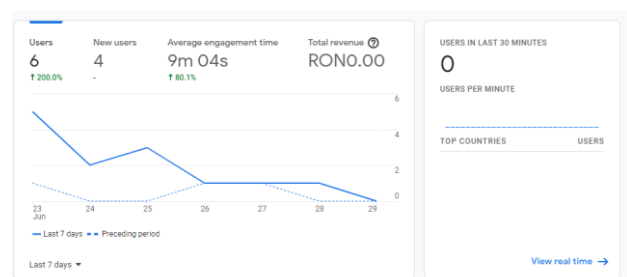 Users New users Average engagement time Total revenue
6 4 9m 04s RON0.00
↑ 200.0% - ↑ 80.1%
6
4
2
0
23 24 25 26 27 28 29
Jun
Last 7 days Preceding period
Last 7 days
USERS IN LAST 30 MINUTES
0
USERS PER MINUTE
TOP COUNTRIES USERS
View real time →